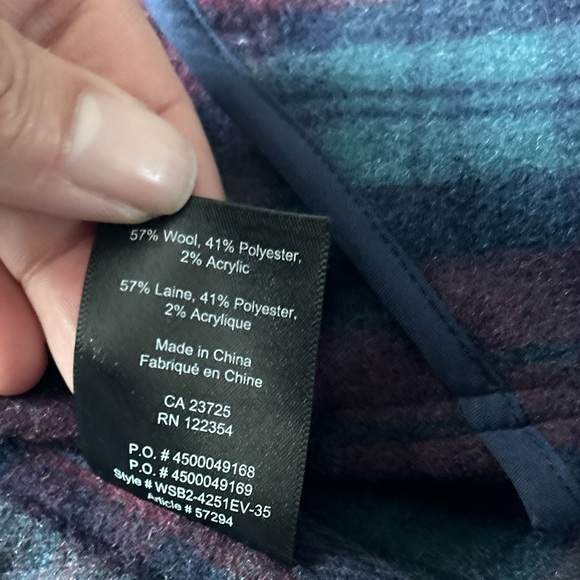 57% Wool, 41% Polyester,
2% Acrylic
57% Laine, 41% Polyester,
2% Acrylique
Made in China
Fabriqué en Chine
CA 23725
RN 122354
P.O. # 4500049168
P.O. # 4500049169
Style # WSB2-4251EV-35
Article # 57294